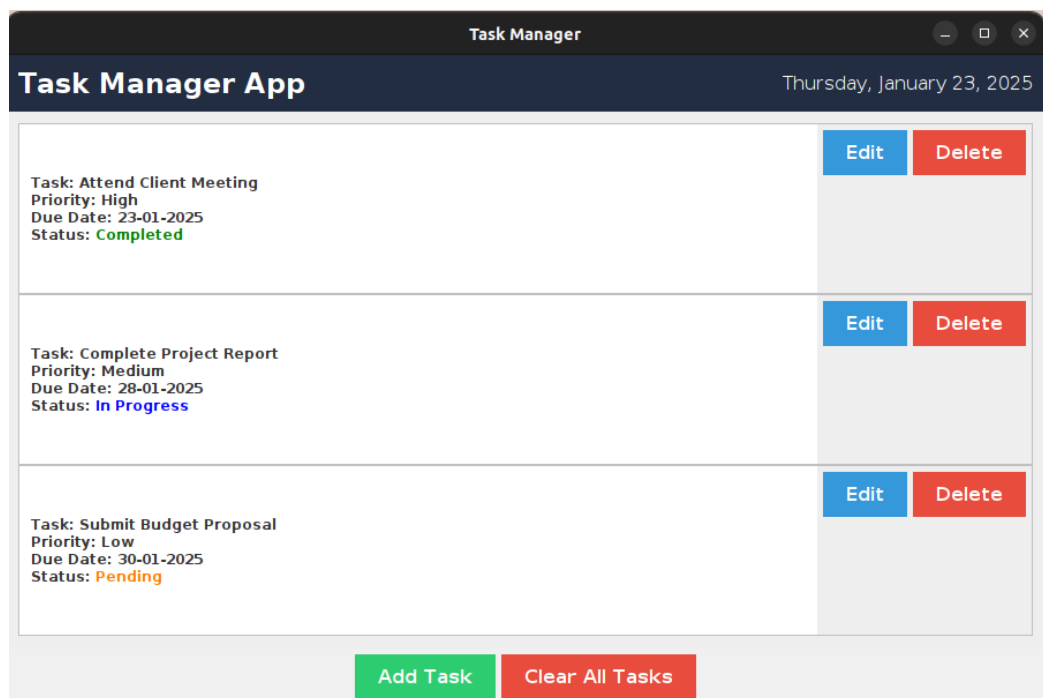 Task Manager
Task Manager App
Thursday, January 23, 2025
Edit
Delete
Task: Attend Client Meeting
Priority: High
Due Date: 23-01-2025
Status: Completed
Edit
Delete
Task: Complete Project Report
Priority: Medium
Due Date: 28-01-2025
Status: In Progress
Edit
Delete
Task: Submit Budget Proposal
Priority: Low
Due Date: 30-01-2025
Status: Pending
Add Task
Clear All Tasks